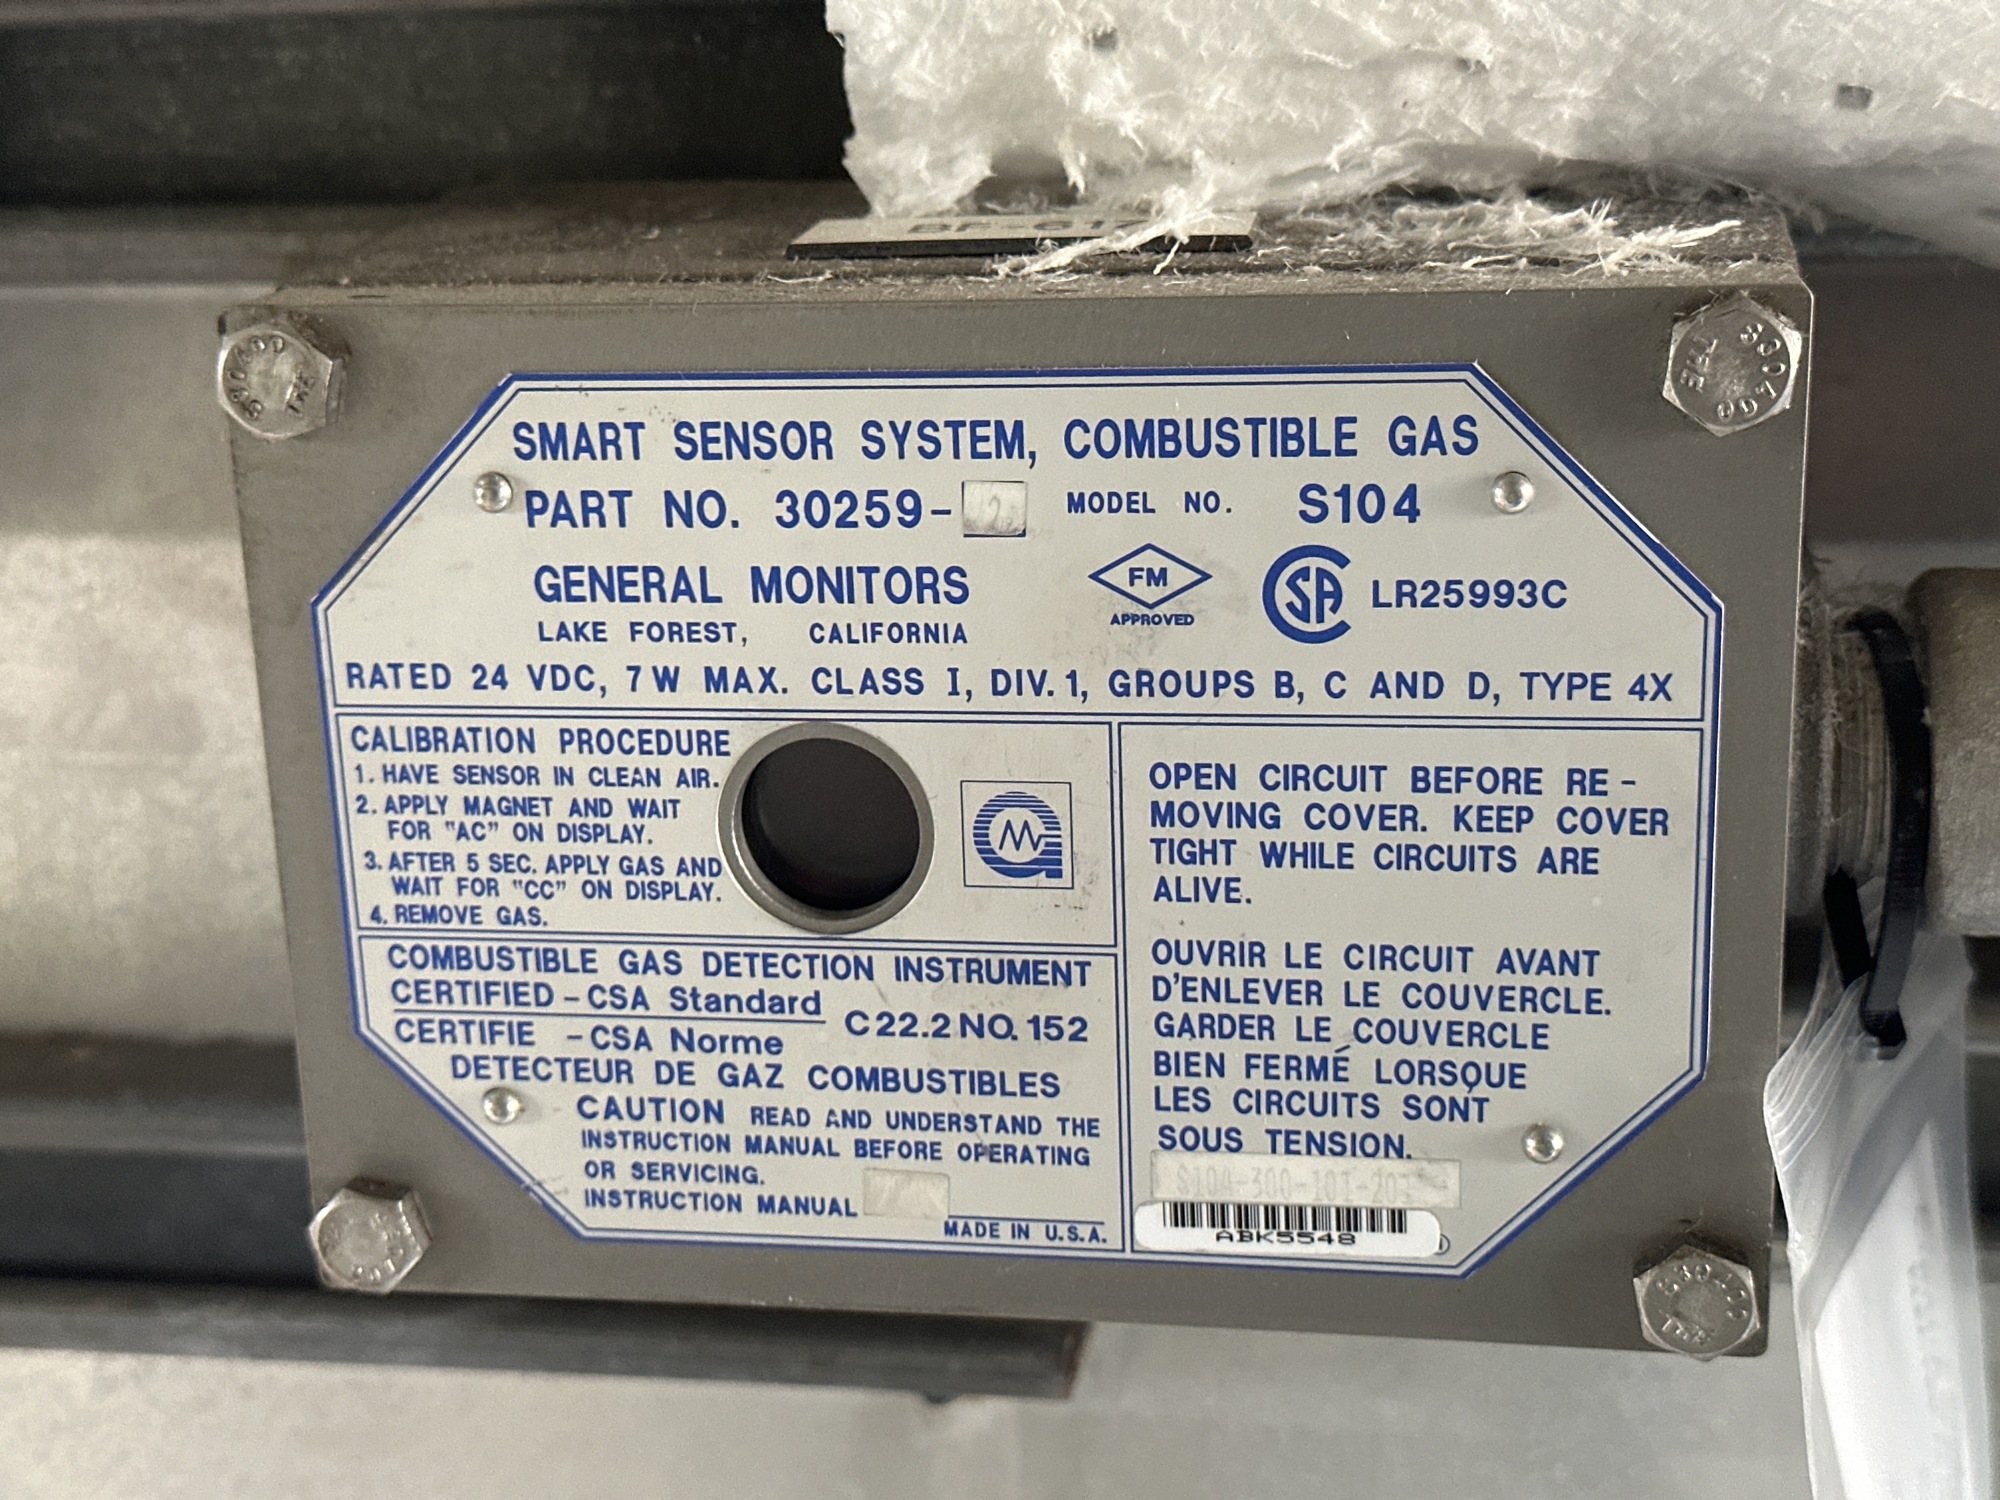 SMART SENSOR SYSTEM, COMBUSTIBLE GAS
PART NO. 30259- MODEL NO. S104
GENERAL MONITORS
LAKE FOREST, CALIFORNIA
FM
APPROVED
CSA LR25993C
RATED 24 VDC, 7W MAX. CLASS I, DIV. 1, GROUPS B, C AND D, TYPE 4X
CALIBRATION PROCEDURE
1. HAVE SENSOR IN CLEAN AIR.
2. APPLY MAGNET AND WAIT
FOR "AC" ON DISPLAY.
3. AFTER 5 SEC. APPLY GAS AND
WAIT FOR "CC" ON DISPLAY.
4. REMOVE GAS.
COMBUSTIBLE GAS DETECTION INSTRUMENT
CERTIFIED - CSA Standard
CERTIFIE - CSA Norme
C22.2 NO. 152
DETECTEUR DE GAZ COMBUSTIBLES
CAUTION READ AND UNDERSTAND THE
INSTRUCTION MANUAL BEFORE OPERATING
OR SERVICING.
INSTRUCTION MANUAL
MADE IN U.S.A.
OPEN CIRCUIT BEFORE RE -
MOVING COVER. KEEP COVER
TIGHT WHILE CIRCUITS ARE
ALIVE.
OUVRIR LE CIRCUIT AVANT
D'ENLEVER LE COUVERCLE.
GARDER LE COUVERCLE
BIEN FERMÉ LORSQUE
LES CIRCUITS SONT
SOUS TENSION.
ABK5548